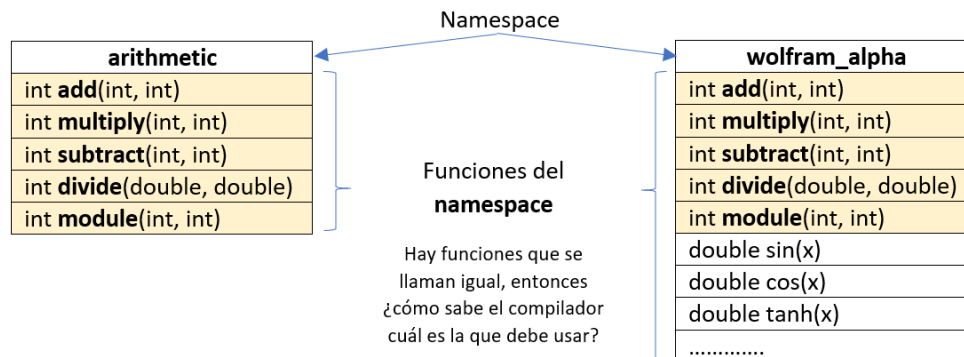 Namespace
arithmetic
int add(int, int)
int multiply(int, int)
int subtract(int, int)
int divide(double, double)
int module(int, int)
Funciones del
namespace
Hay funciones que se
llaman igual, entonces
¿cómo sabe el compilador
cuál es la que debe usar?
wolfram_alpha
int add(int, int)
int multiply(int, int)
int subtract(int, int)
int divide(double, double)
int module(int, int)
double sin(x)
double cos(x)
double tanh(x)
.............